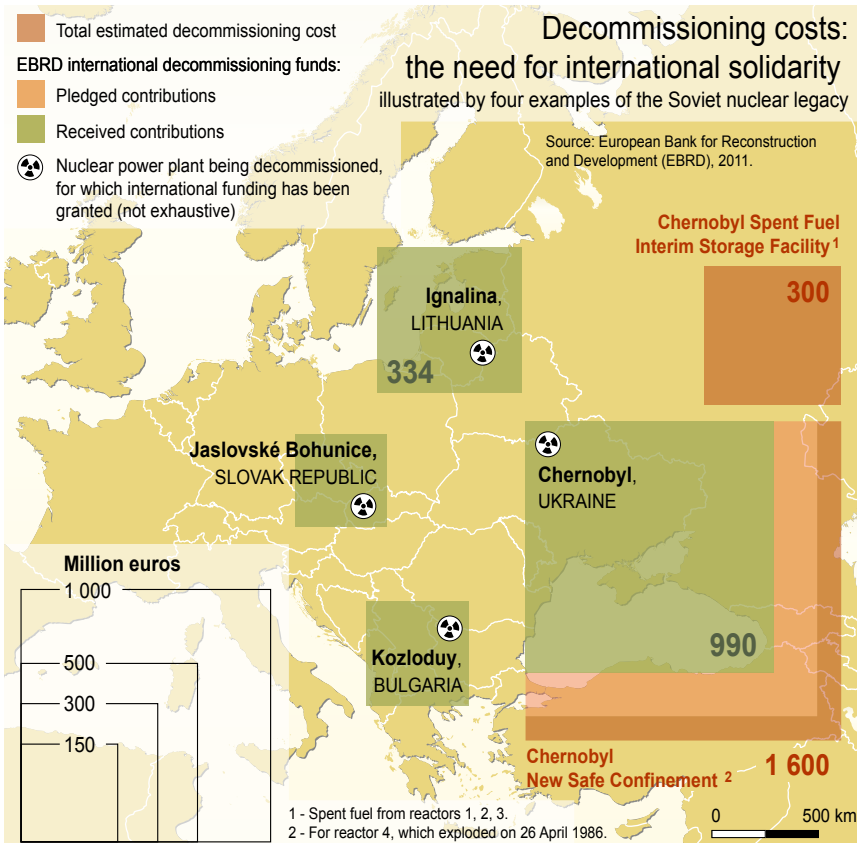 Decommissioning costs:
the need for international solidarity
illustrated by four examples of the Soviet nuclear legacy
Source: European Bank for Reconstruction
and Development (EBRD), 2011.
Total estimated decommissioning cost
EBRD international decommissioning funds:
Pledged contributions
Received contributions
Nuclear power plant being decommissioned,
for which international funding has been
granted (not exhaustive)
Chernobyl Spent Fuel
Interim Storage Facility 1
300
Ignalina,
LITHUANIA
334
Jaslovské Bohunice,
SLOVAK REPUBLIC
Chernobyl,
UKRAINE
990
Kozloduy,
BULGARIA
Chernobyl
New Safe Confinement 2
1 600
Million euros
1 000
500
300
150
1 - Spent fuel from reactors 1, 2, 3.
2 - For reactor 4, which exploded on 26 April 1986.
0 500 km